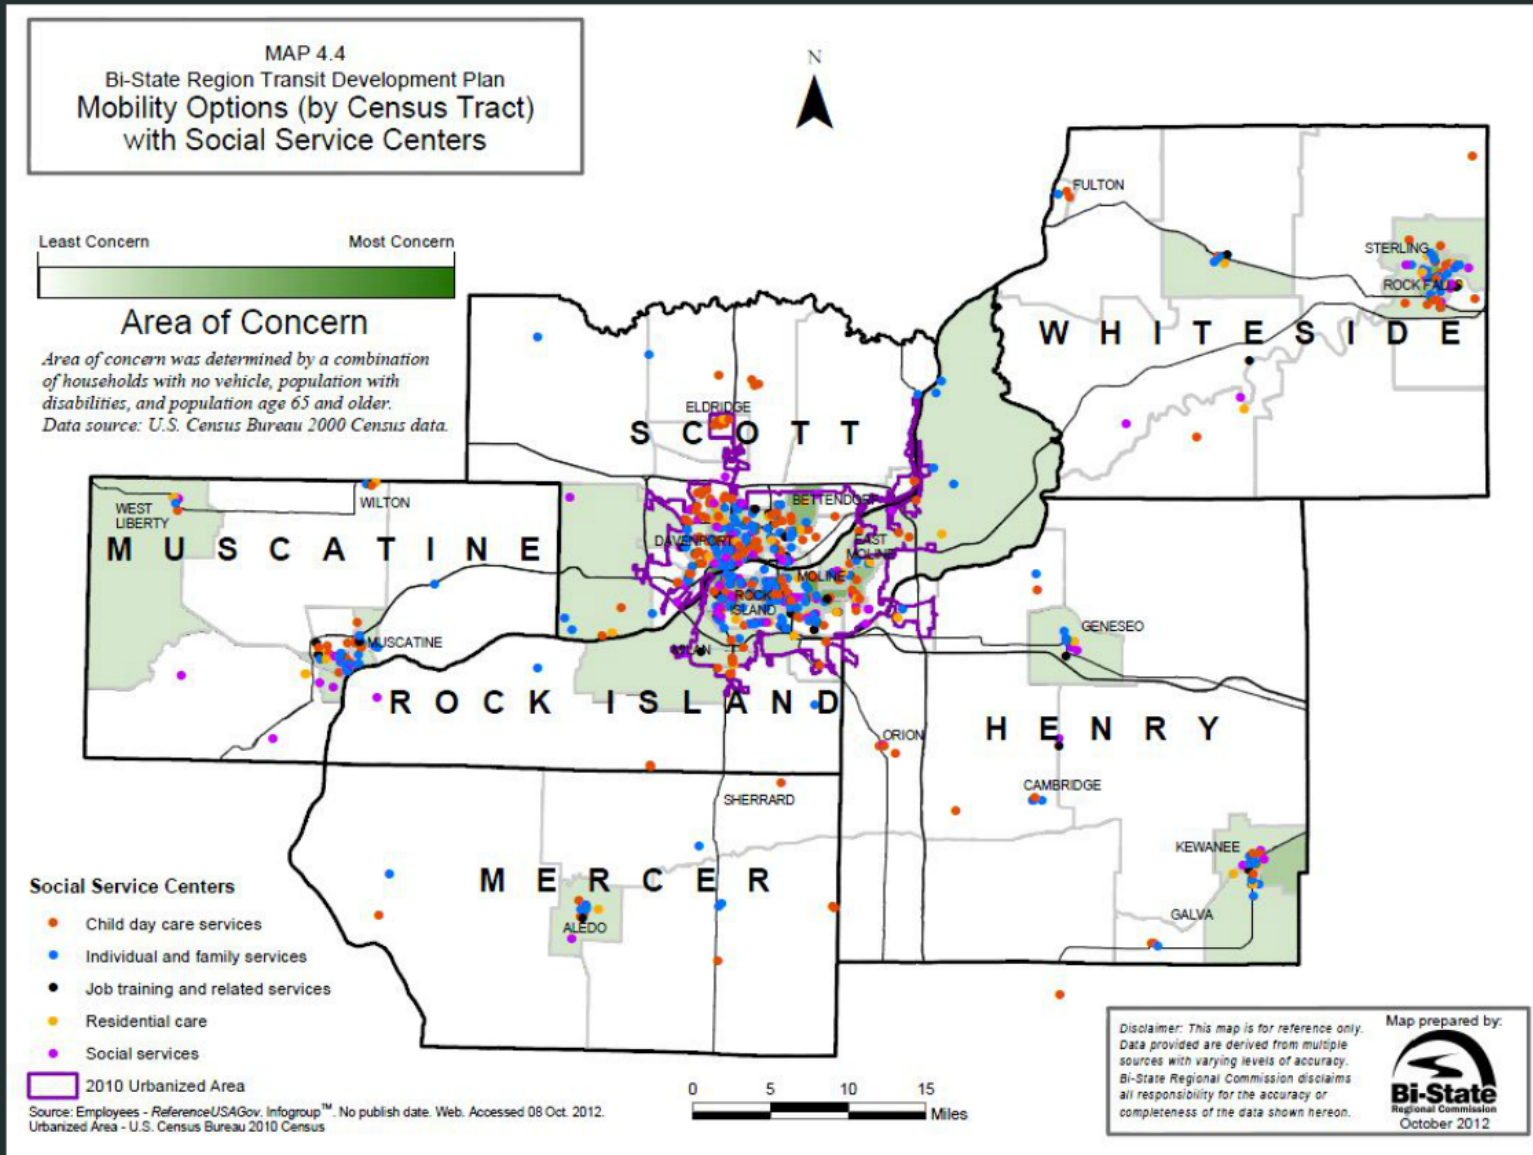 MAP 4.4
Bi-State Region Transit Development Plan
Mobility Options (by Census Tract)
with Social Service Centers
N
Least Concern Most Concern
Area of Concern
Area of concern was determined by a combination
of households with no vehicle, population with
disabilities, and population age 65 and older.
Data source: U.S. Census Bureau 2000 Census data.
FULTON
STERLING
ROCK FALLS
WHITESIDE
ELDRIDGE
SCOTT
WEST
LIBERTY
WILTON
BETTENDORF
MUSCATINE
DAVENPORT
EAST
MOLINE
MOLINE
ROCK
ISLAND
MUSCATINE
MILAN
GENESEO
ROCK ISLAND
HENRY
ORION
SHERRARD
CAMBRIDGE
KEWANEE
MERCER
GALVA
ALEDO
Social Service Centers
Child day care services
Individual and family services
Job training and related services
Residential care
Social services
2010 Urbanized Area
Source: Employees - ReferenceUSAGov. Infogroup™. No publish date. Web. Accessed 08 Oct. 2012.
Urbanized Area - U.S. Census Bureau 2010 Census
0 5 10 15
Miles
Disclaimer: This map is for reference only.
Data provided are derived from multiple
sources with varying levels of accuracy.
Bi-State Regional Commission disclaims
all responsibility for the accuracy or
completeness of the data shown hereon.
Map prepared by:
Bi-State
Regional Commission
October 2012